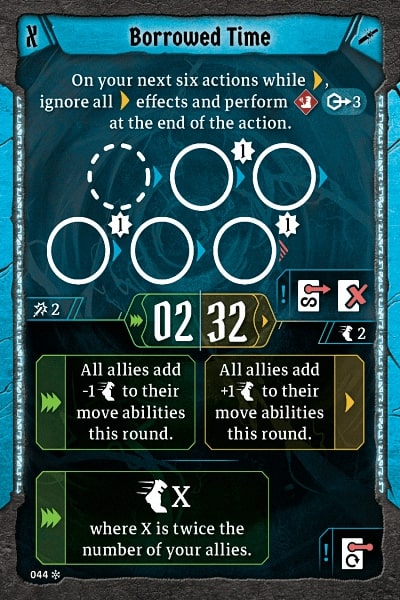 Borrowed Time
On your next six actions while ,
ignore all effects and perform 3
at the end of the action.
1
1 1
2
02 32
2
All allies add
-1 to their
move abilities
this round.
All allies add
+1 to their
move abilities
this round.
X
where X is twice the
number of your allies.
044